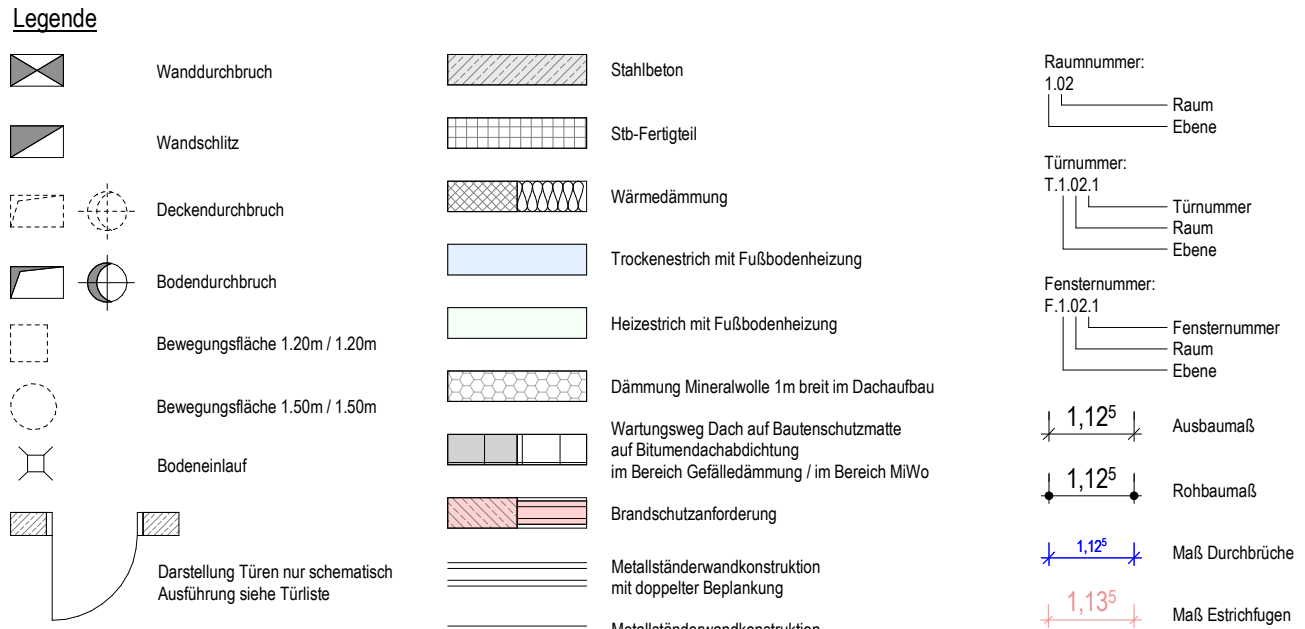 Legende
Wanddurchbruch
Wandschlitz
Deckendurchbruch
Bodendurchbruch
Bewegungsfläche 1.20m / 1.20m
Bewegungsfläche 1.50m / 1.50m
Bodeneinlauf
Darstellung Türen nur schematisch
Ausführung siehe Türliste
Stahlbeton
Stb-Fertigteil
Wärmedämmung
Trockenestrich mit Fußbodenheizung
Heizestrich mit Fußbodenheizung
Dämmung Mineralwolle 1m breit im Dachaufbau
Wartungsweg Dach auf Bautenschutzmatte
auf Bitumendachabdichtung
im Bereich Gefälledämmung / im Bereich MiWo
Brandschutzanforderung
Metallständerwandkonstruktion
mit doppelter Beplankung
Metallständerwandkonstruktion
Raumnummer:
1.02
Raum
Ebene
Türnummer:
T.1.02.1
Türnummer
Raum
Ebene
Fensternummer:
F.1.02.1
Fensternummer
Raum
Ebene
1,12⁵ Ausbaumaß
1,12⁵ Rohbaumaß
1,12⁵ Maß Durchbrüche
1,13⁵ Maß Estrichfugen